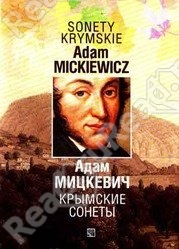 SONETY
KRYMSKIE
Adam
MICKIEWICZ
Адам
МИЦКЕВИЧ
КРЫМСКИЕ
СОНЕТЫ